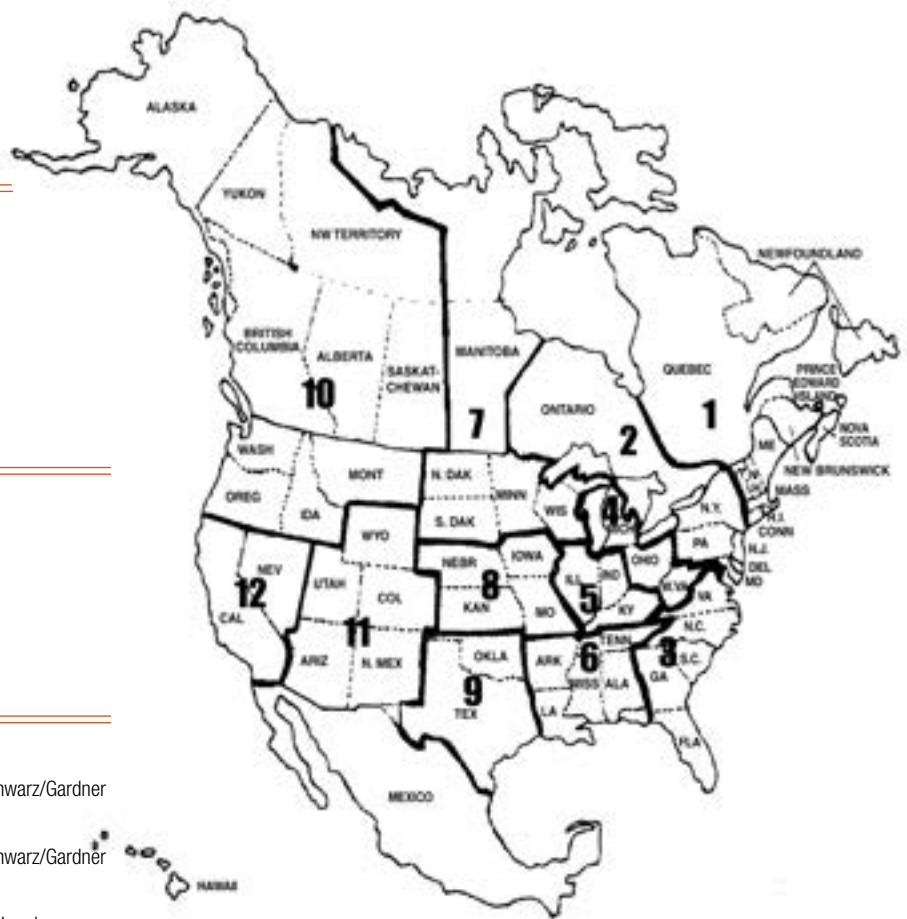 ALASKA
YUKON
NW TERRITORY
NEWFOUNDLAND
BRITISH
COLUMBIA
ALBERTA
SASKAT-
CHEWAN
MANITOBA
ONTARIO
QUEBEC
PRINCE
EDWARD
ISLAND
NOVA
SCOTIA
NEW BRUNSWICK
10
7
2
1
WASH
MONT
N. DAK
MINN
WIS
4
ME
MASS
R.I.
CONN
OREG
IDA
S. DAK
N.Y.
WYO
PA
N.J.
DEL
MD
NEV
UTAH
COL
NEBR
IOWA
ILL
IND
OHIO
W.VA
VA
12
8
5
KAN
MO
KY
CAL
11
N.C.
ARIZ
N. MEX
OKLA
ARK
TENN
6
3
S.C.
GA
9
TEX
MISS
ALA
LA
FLA
MEXICO
hwarz/Gardner
hwarz/Gardner
HAWAII